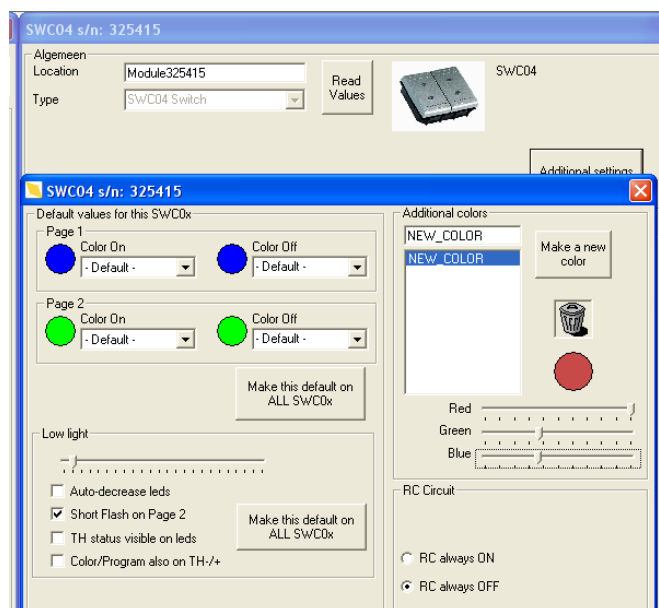 SWC04 s/n: 325415
Algemeen
Location
Module325415
Read
Values
SWC04
Type
SWC04 Switch
Additional settings
SWC04 s/n: 325415
Default values for this SWC0x
Page 1
Color On
Color Off
- Default -
- Default -
Page 2
Color On
Color Off
- Default -
- Default -
Make this default on
ALL SWC0x
Low light
Auto-decrease leds
Short Flash on Page 2
TH status visible on leds
Color/Program also on TH-/+
Make this default on
ALL SWC0x
Additional colors
NEW_COLOR
NEW_COLOR
Make a new
color
Red
Green
Blue
RC Circuit
RC always ON
RC always OFF